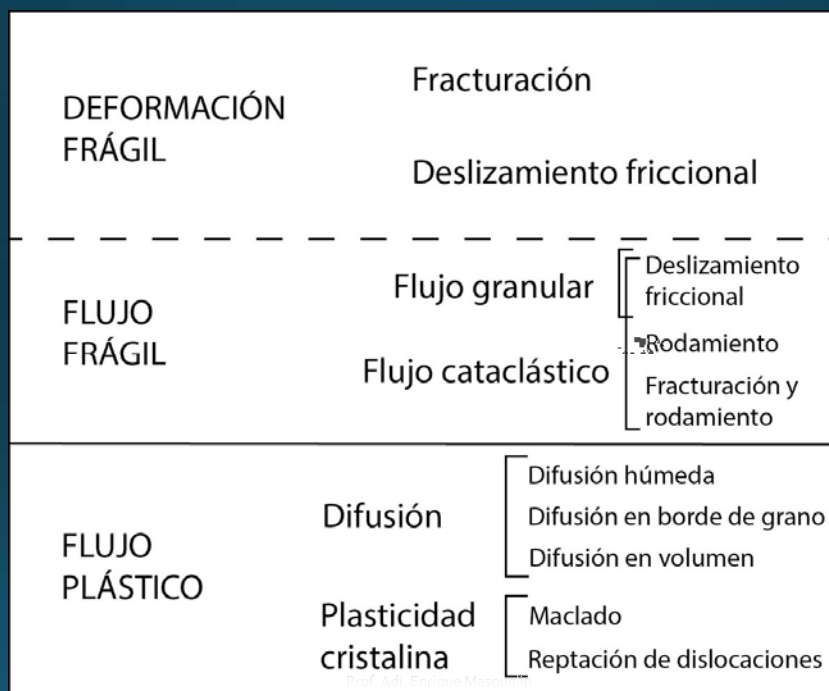 DEFORMACIÓN
FRÁGIL
Fracturación
Deslizamiento friccional
FLUJO
FRÁGIL
Flujo granular
Deslizamiento
friccional
Flujo cataclástico
Rodamiento
Fracturación y
rodamiento
FLUJO
PLÁSTICO
Difusión
Difusión húmeda
Difusión en borde de grano
Difusión en volumen
Plasticidad
cristalina
Maclado
Reptación de dislocaciones
Prof. Adj. Enrique